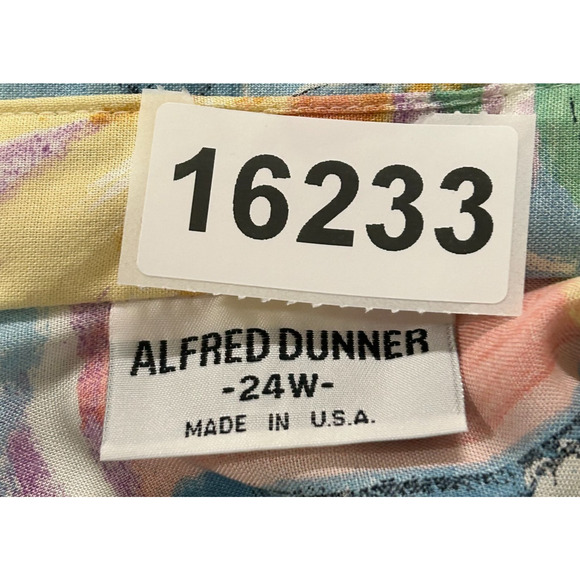 16233
ALFRED DUNNER
-24W-
MADE IN U.S.A.